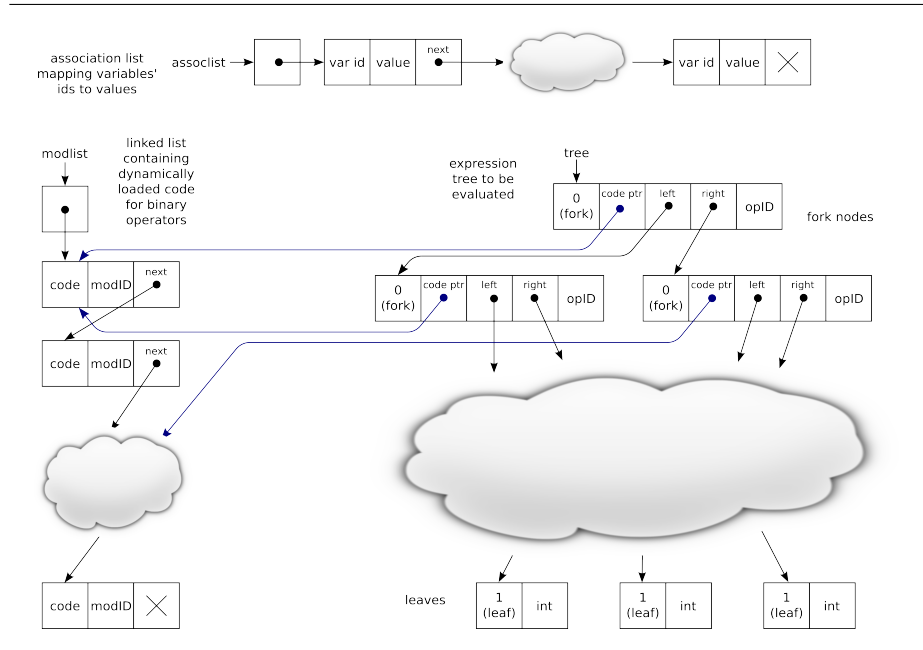 association list
mapping variables'
ids to values
assoclist
var id value next
var id value
modlist
linked list
containing
dynamically
loaded code
for binary
operators
expression
tree to be
evaluated
tree
0
(fork)
code ptr left right opID
fork nodes
code modID next
0
(fork)
code ptr left right opID
0
(fork)
code ptr left right opID
code modID next
code modID
leaves
1
(leaf)
int
1
(leaf)
int
1
(leaf)
int